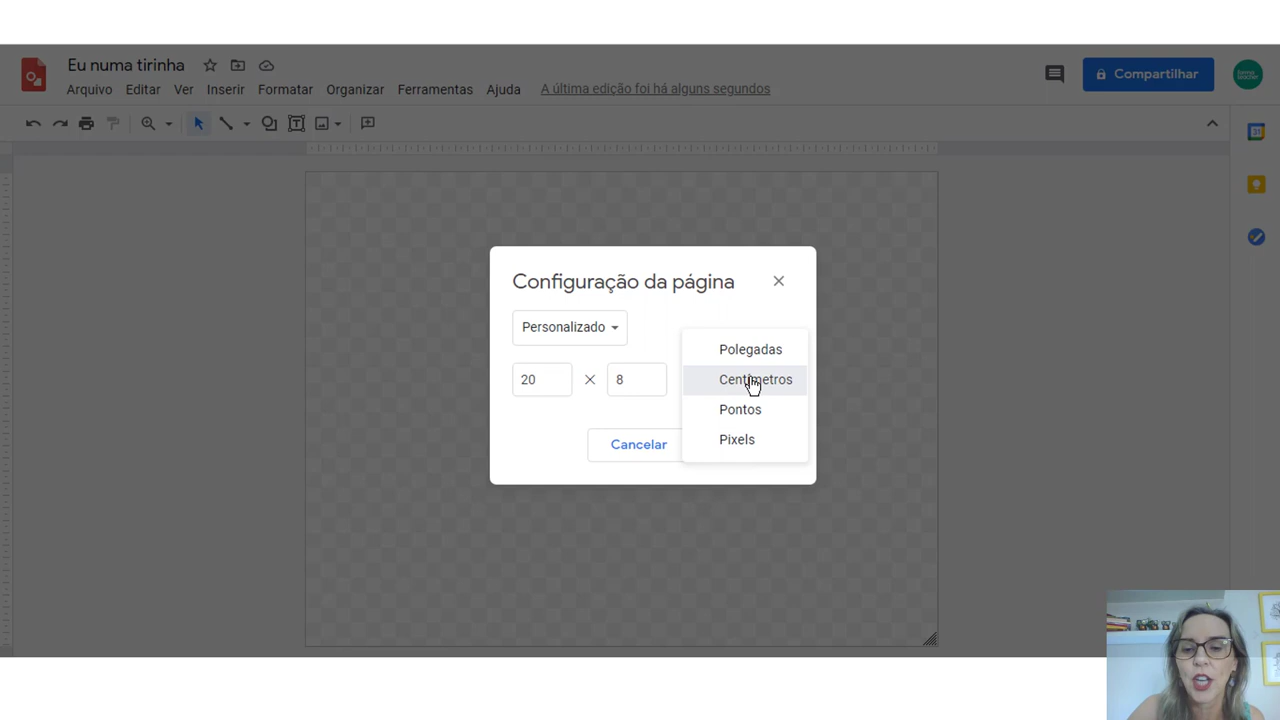 Eu numa tirinha
Compartilhar
Arquivo Editar Ver Inserir Formatar Organizar Ferramentas Ajuda A última edição foi há alguns segundos
Configuração da página
Personalizado
20 × 8
Polegadas
Centímetros
Pontos
Pixels
Cancelar